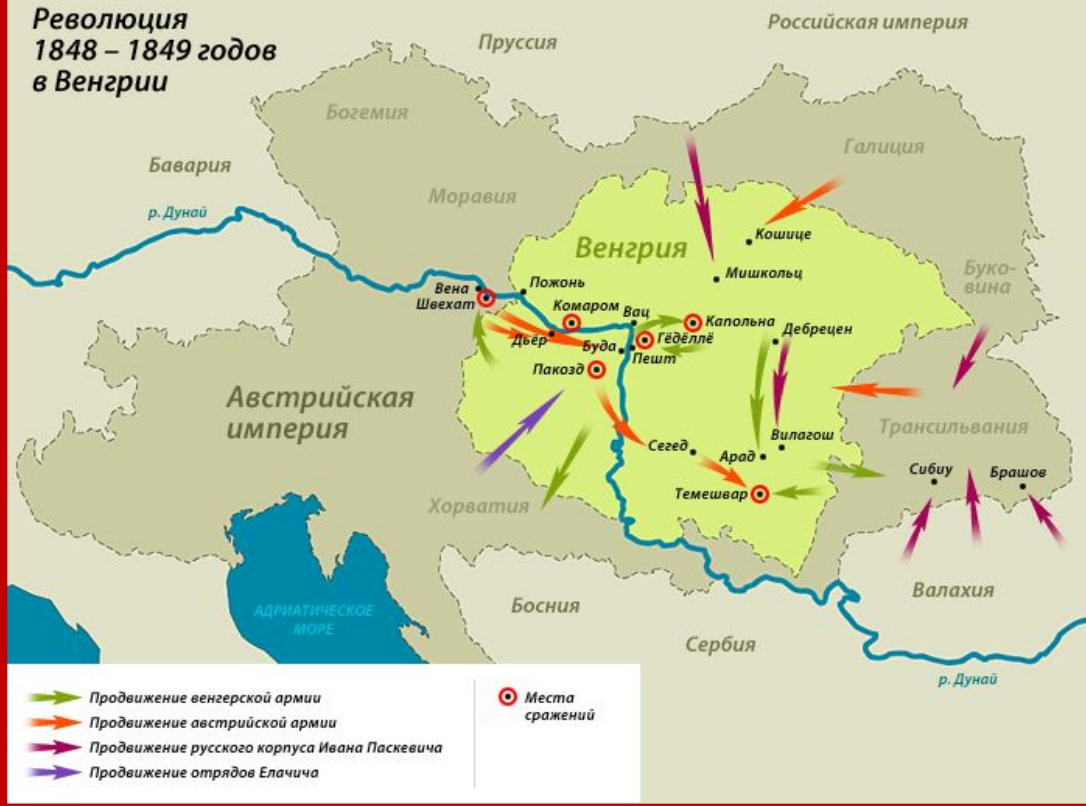 Революция
1848 – 1849 годов
в Венгрии
Пруссия
Российская империя
Богемия
Галиция
Бавария
Моравия
р. Дунай
Венгрия
Кошице
Мишкольц
Буко-
вина
Вена
Швехат
Пожонь
Комаром
Вац
Капольна
Дьёр
Буда
Гёдёллё
Пешт
Дебрецен
Пакозд
Австрийская
империя
Трансильвания
Вилагош
Сегед
Арад
Сибиу
Брашов
Темешвар
Хорватия
Валахия
Босния
АДРИАТИЧЕСКОЕ
МОРЕ
Сербия
р. Дунай
Продвижение венгерской армии
Продвижение австрийской армии
Продвижение русского корпуса Ивана Паскевича
Продвижение отрядов Елачича
Места
сражений